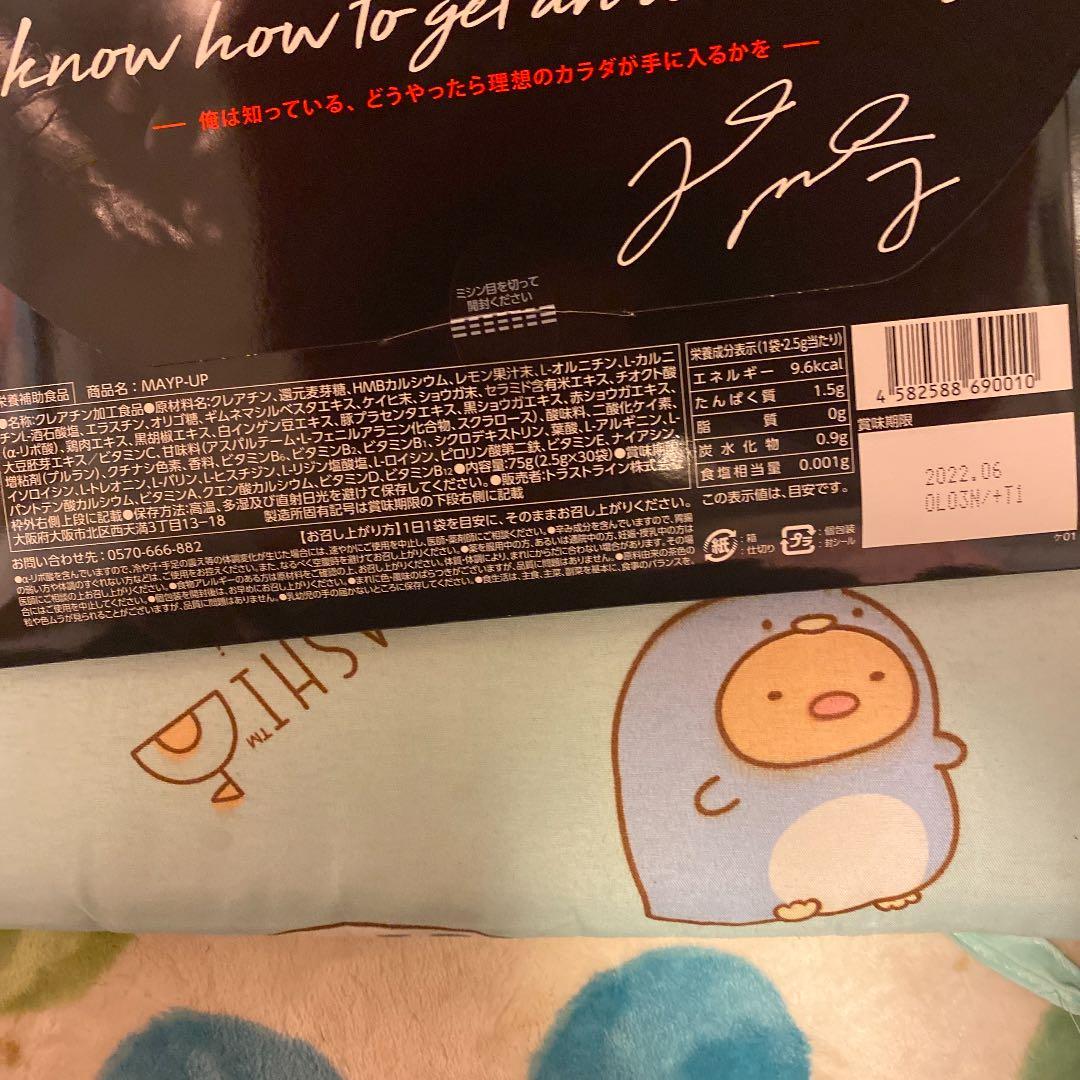 know how to get an
— 俺は知っている、どうやったら理想のカラダが手に入るかを —
ミシン目を切って
開封ください
栄養補助食品 商品名：MAYP-UP
●名称：クレアチン加工食品●原材料名：クレアチン、還元麦芽糖、HMBカルシウム、レモン果汁末、L-オルニチン、L-カルニ
チンL-酒石酸塩、エラスチン、オリゴ糖、ギムネマシルベスタエキス、ケイヒ末、ショウガ末、セラミド含有米エキス、チオクト酸
(α-リポ酸)、鶏肉エキス、黒胡椒エキス、白インゲン豆エキス、豚プラセンタエキス、黒ショウガエキス、赤ショウガエキス、
大豆胚芽エキス／ビタミンC、甘味料(アスパルテーム・L-フェニルアラニン化合物、スクラロース)、酸味料、二酸化ケイ素、
増粘剤(プルラン)、クチナシ色素、香料、ビタミンB6、ビタミンB2、ビタミンB1、シクロデキストリン、葉酸、L-アルギニン、L-
イソロイシン、L-トレオニン、L-バリン、L-ヒスチジン、L-リジン塩酸塩、L-ロイシン、ピロリン酸第二鉄、ビタミンE、ナイアシン、
パントテン酸カルシウム、ビタミンA、クエン酸カルシウム、ビタミンD、ビタミンB12●内容量：75g(2.5g×30袋)●賞味期限：
枠外右側上段に記載●保存方法：高温、多湿及び直射日光を避けて保存してください。●販売者：トラストライン株式会社
大阪府大阪市北区西天満3丁目13-18 製造所固有記号は賞味期限の下段右側に記載
お問い合わせ先：0570-666-882 【お召し上がり方】1日1袋を目安に、そのままお召し上がりください。
栄養成分表示(1袋・2.5g当たり)
エネルギー 9.6kcal
たんぱく質 1.5g
脂質 0g
炭水化物 0.9g
食塩相当量 0.001g
この表示値は、目安です。
4 582588 690010
賞味期限
2022.06
0L03N/+T1
紙 ：箱
仕切り
プラ ：個包装
封シール
ケ01
SHI™